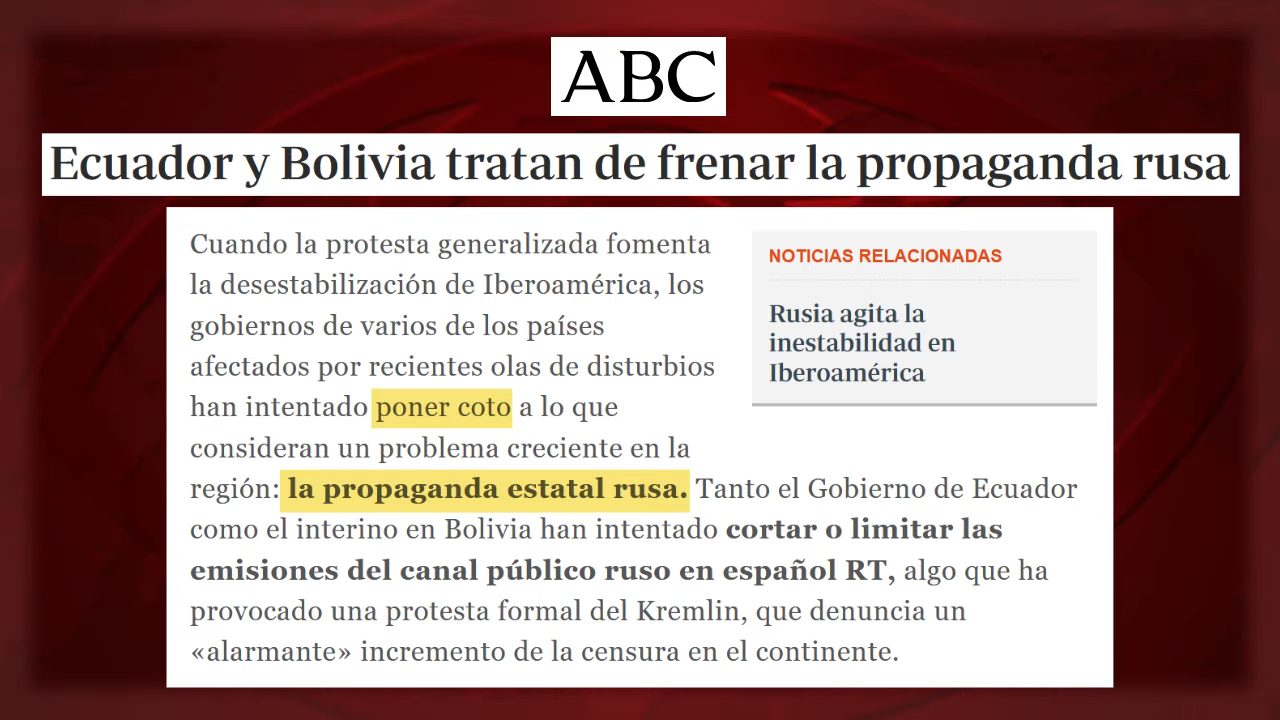 ABC
Ecuador y Bolivia tratan de frenar la propaganda rusa
Cuando la protesta generalizada fomenta
la desestabilización de Iberoamérica, los
gobiernos de varios de los países
afectados por recientes olas de disturbios
han intentado poner coto a lo que
consideran un problema creciente en la
región: la propaganda estatal rusa. Tanto el Gobierno de Ecuador
como el interino en Bolivia han intentado cortar o limitar las
emisiones del canal público ruso en español RT, algo que ha
provocado una protesta formal del Kremlin, que denuncia un
«alarmante» incremento de la censura en el continente.
NOTICIAS RELACIONADAS
Rusia agita la
inestabilidad en
Iberoamérica